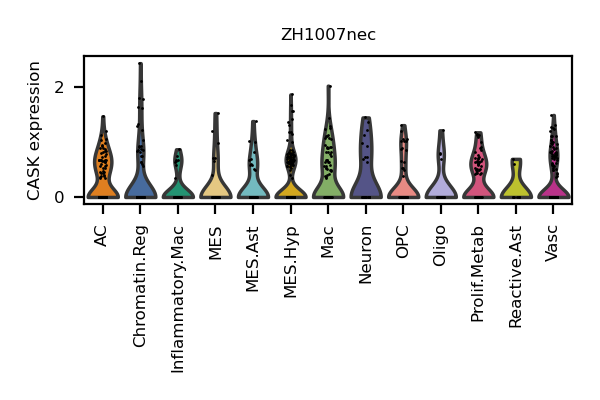 ZH1007nec
CASK expression
2
0
AC
Chromatin.Reg
Inflammatory.Mac
MES
MES.Ast
MES.Hyp
Mac
Neuron
OPC
Oligo
Prolif.Metab
Reactive.Ast
Vasc